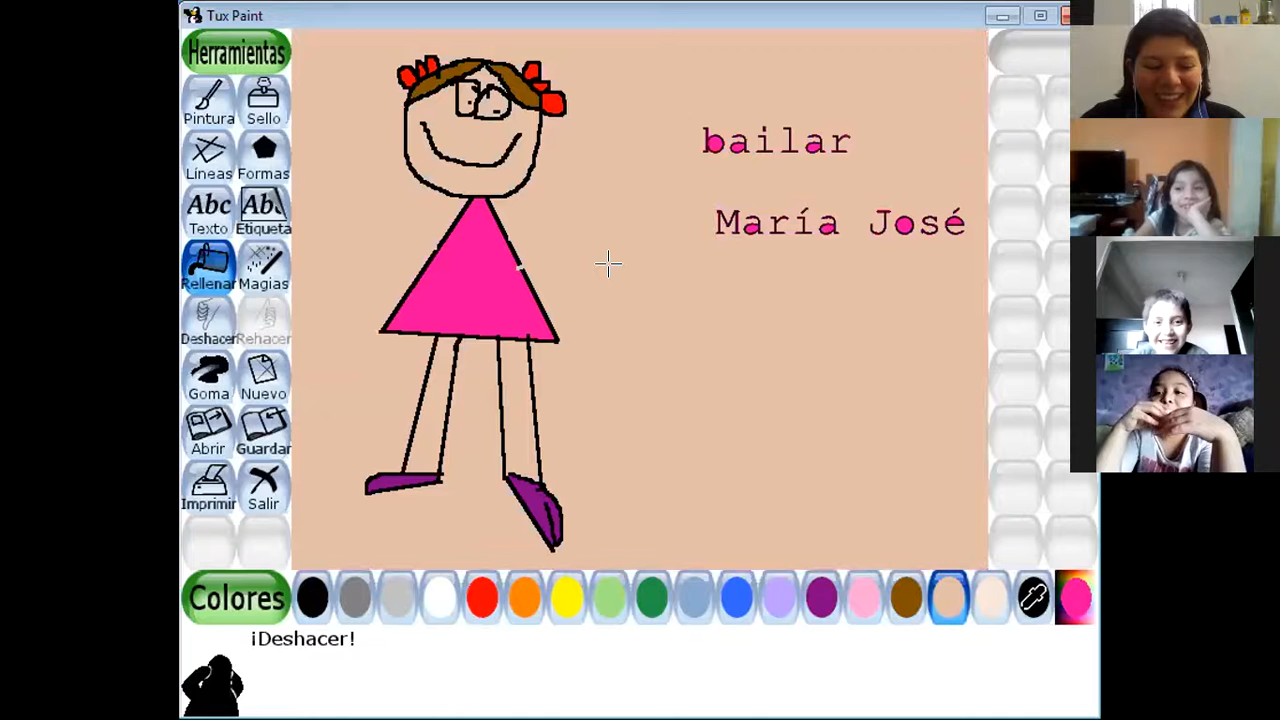 Tux Paint
Herramientas
Pintura
Sello
Líneas
Formas
Abc
Abc
Texto
Etiqueta
Rellenar
Magias
Deshacer
Rehacer
Goma
Nuevo
Abrir
Guardar
Imprimir
Salir
bailar
María José
Colores
¡Deshacer!